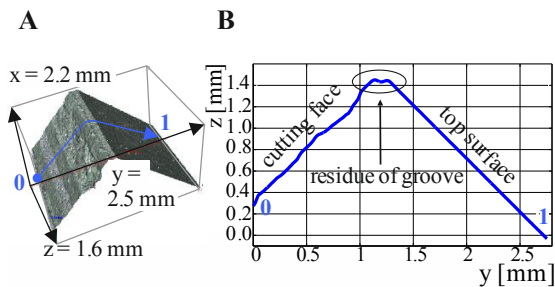 A
x = 2.2 mm
0
1
y =
2.5 mm
z = 1.6 mm
B
z [mm]
1.4
1.2
1.0
0.8
0.6
0.4
0.2
0.0
cutting face
top surface
residue of groove
0
1
0
0.5
1
1.5
2
2.5
y [mm]